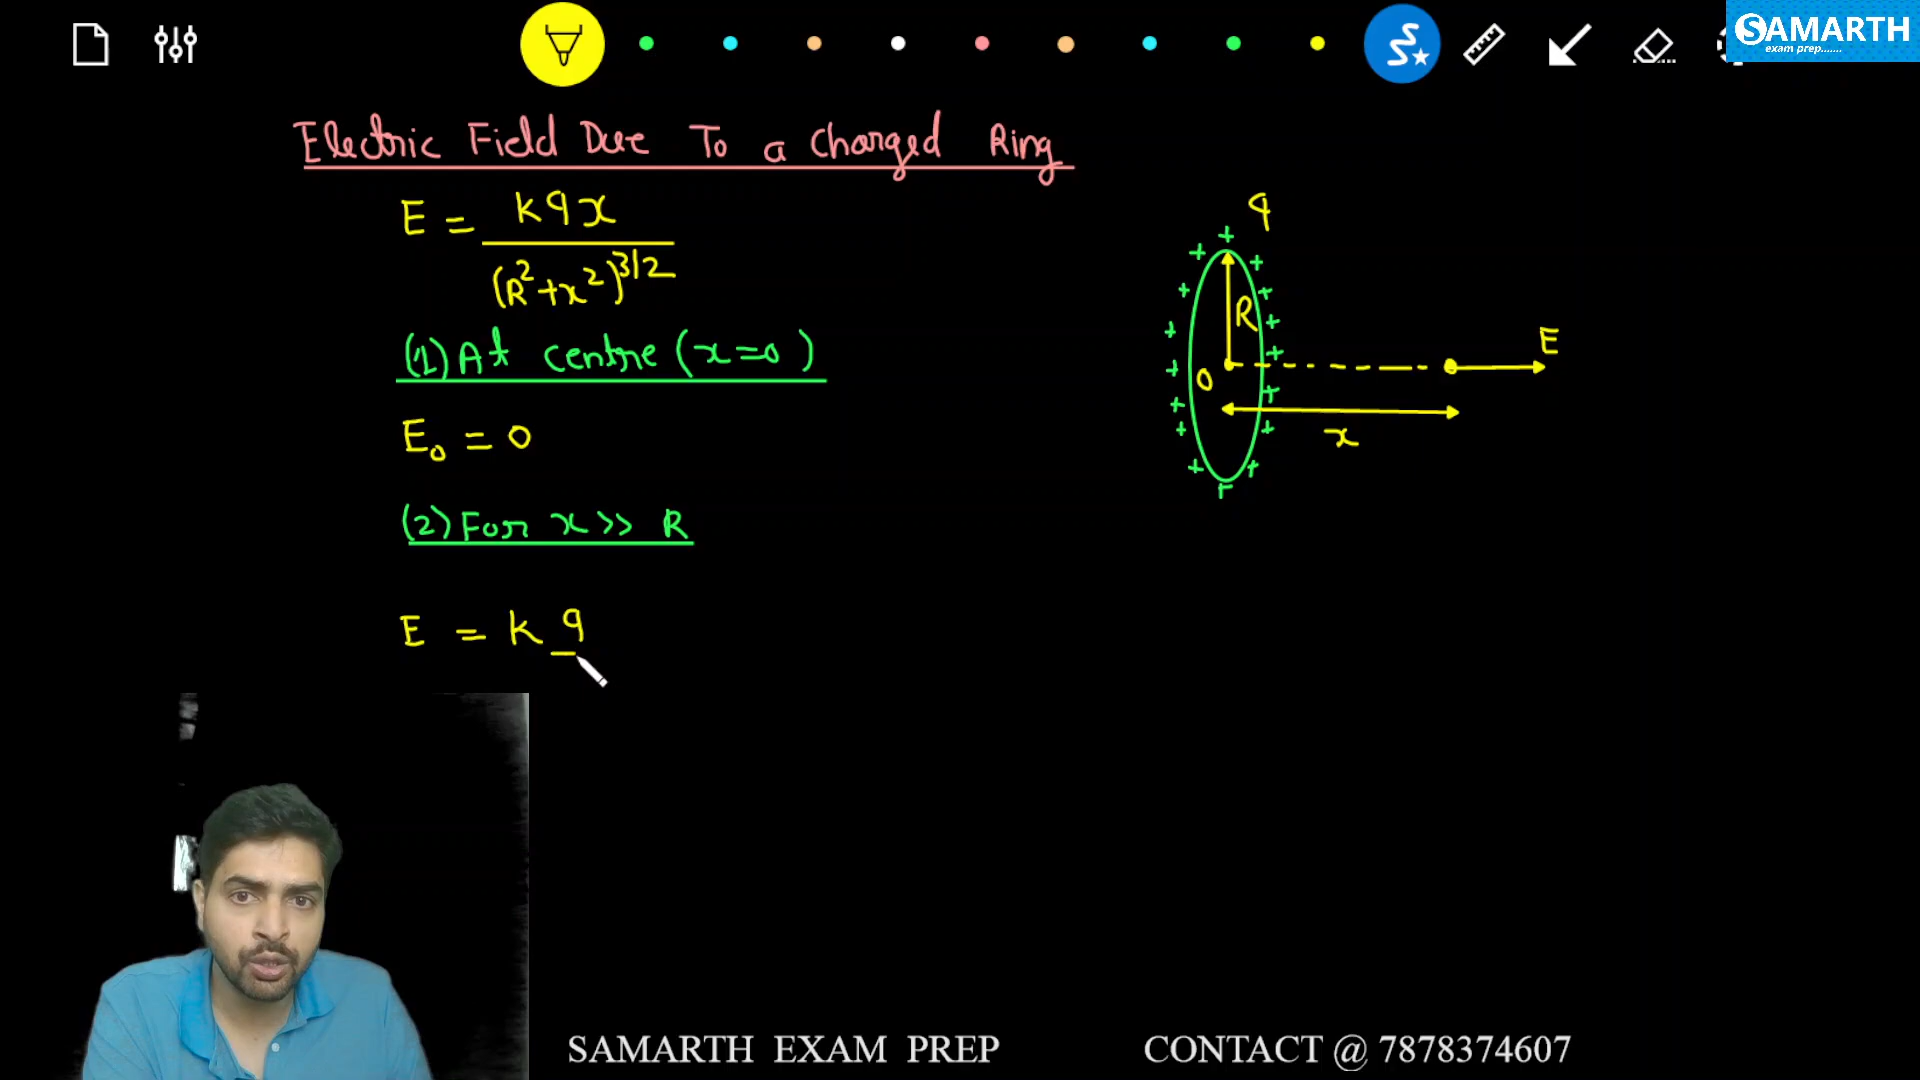 SAMARTH
exam prep.......
Electric Field Due To a Charged Ring
E = kqx / (R²+x²)^3/2
(1) At centre (x=0)
E₀ = 0
(2) For x >> R
E = k q
q
R
O
E
x
SAMARTH EXAM PREP
CONTACT @ 7878374607